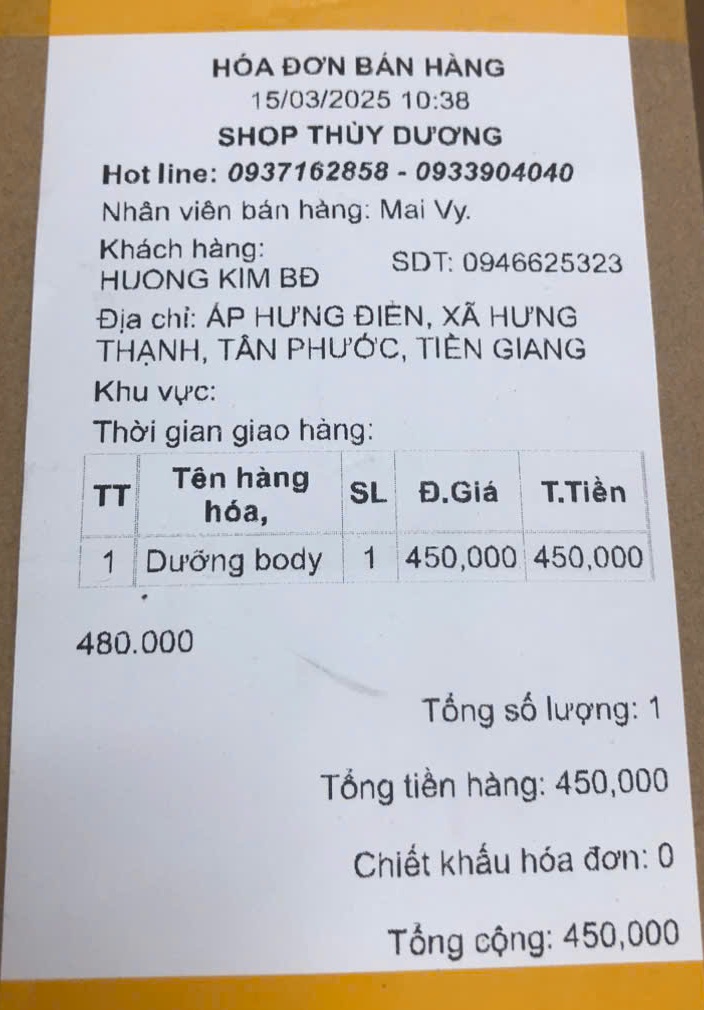 HÓA ĐƠN BÁN HÀNG
15/03/2025 10:38
SHOP THÙY DƯƠNG
Hot line: 0937162858 - 0933904040
Nhân viên bán hàng: Mai Vy.
Khách hàng:
HUONG KIM BĐ
SDT: 0946625323
Địa chỉ: ẤP HƯNG ĐIỀN, XÃ HƯNG
THẠNH, TÂN PHƯỚC, TIỀN GIANG
Khu vực:
Thời gian giao hàng:
TT Tên hàng hóa, SL Đ.Giá T.Tiền
1 Dưỡng body 1 450,000 450,000
480.000
Tổng số lượng: 1
Tổng tiền hàng: 450,000
Chiết khấu hóa đơn: 0
Tổng cộng: 450,000